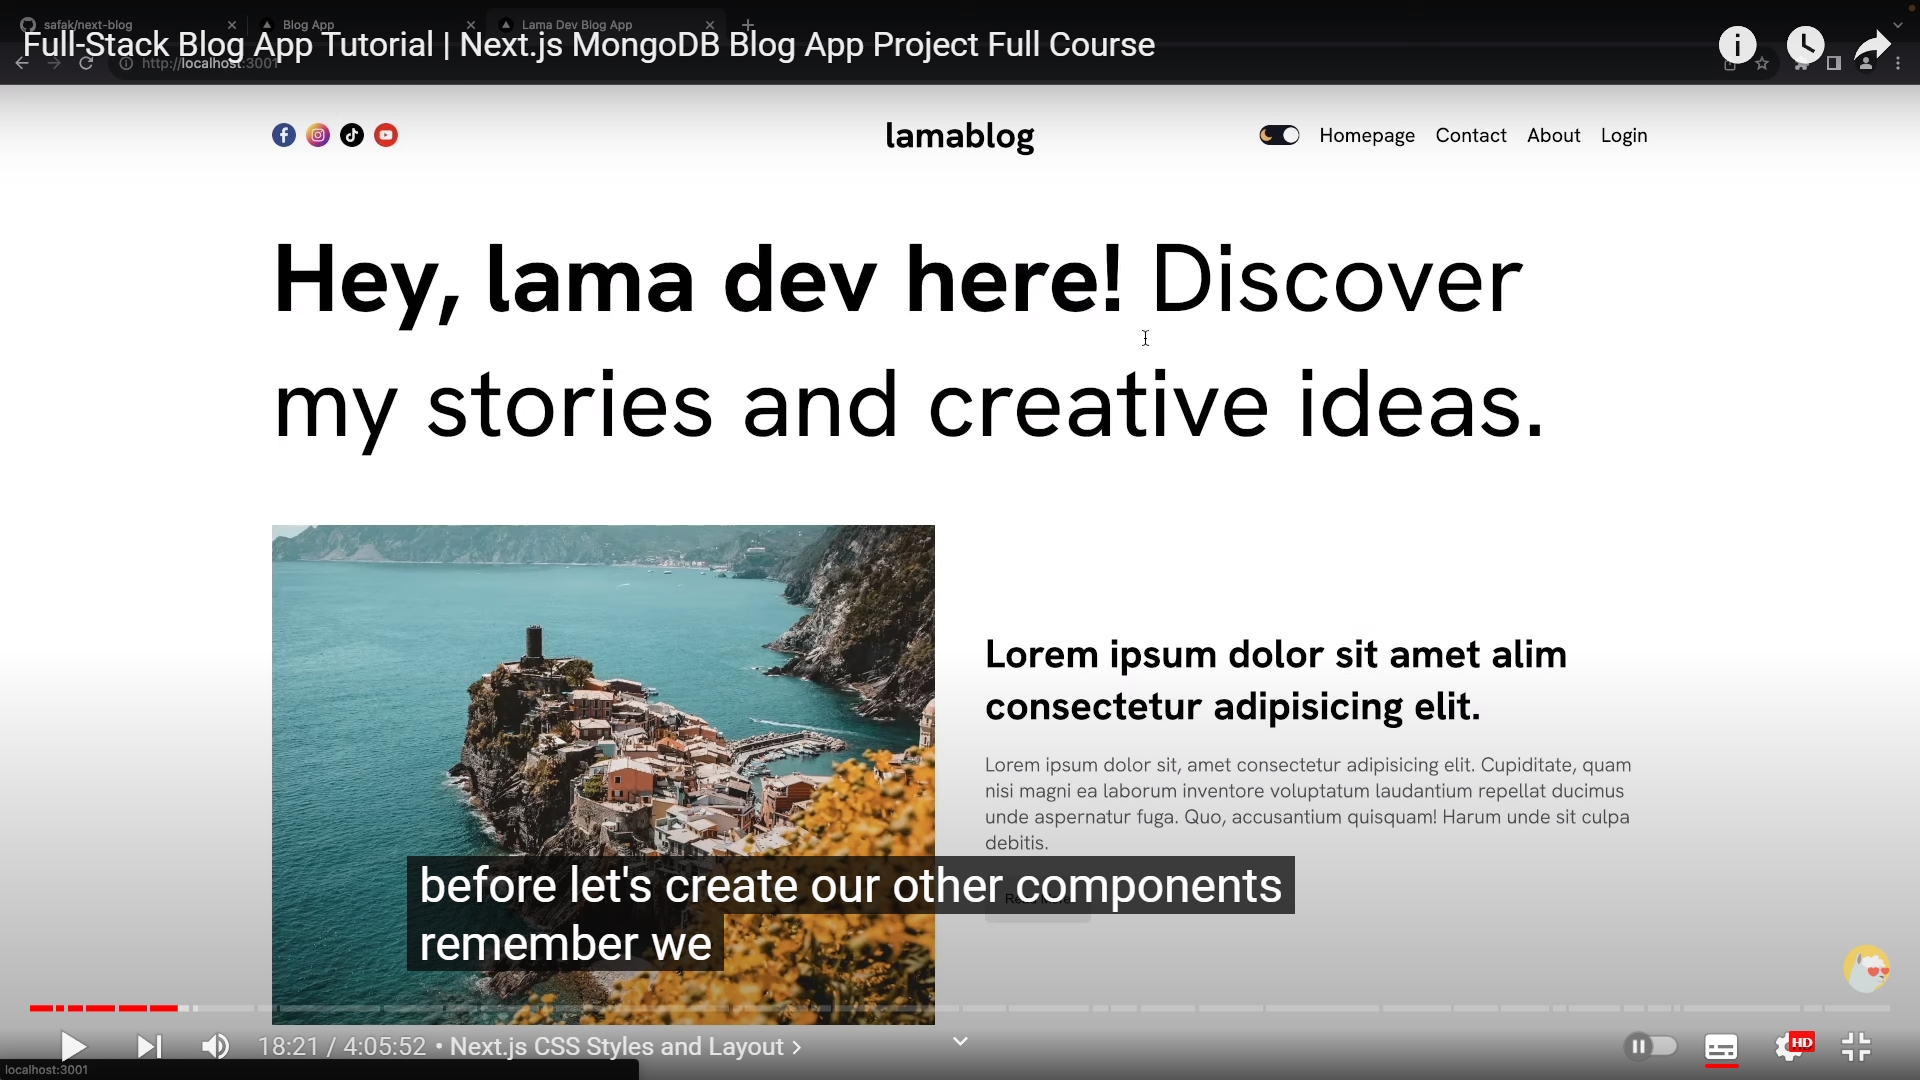 safak/next-blog
Blog App
Lama Dev Blog App
Full-Stack Blog App Tutorial | Next.js MongoDB Blog App Project Full Course
http://localhost:3001
lamablog
Homepage Contact About Login
Hey, lama dev here! Discover
my stories and creative ideas.
Lorem ipsum dolor sit amet alim
consectetur adipisicing elit.
Lorem ipsum dolor sit, amet consectetur adipisicing elit. Cupiditate, quam
nisi magni ea laborum inventore voluptatum laudantium repellat ducimus
unde aspernatur fuga. Quo, accusantium quisquam! Harum unde sit culpa
debitis.
before let's create our other components
remember we
18:21 / 4:05:52 • Next.js CSS Styles and Layout
HD
localhost:3001